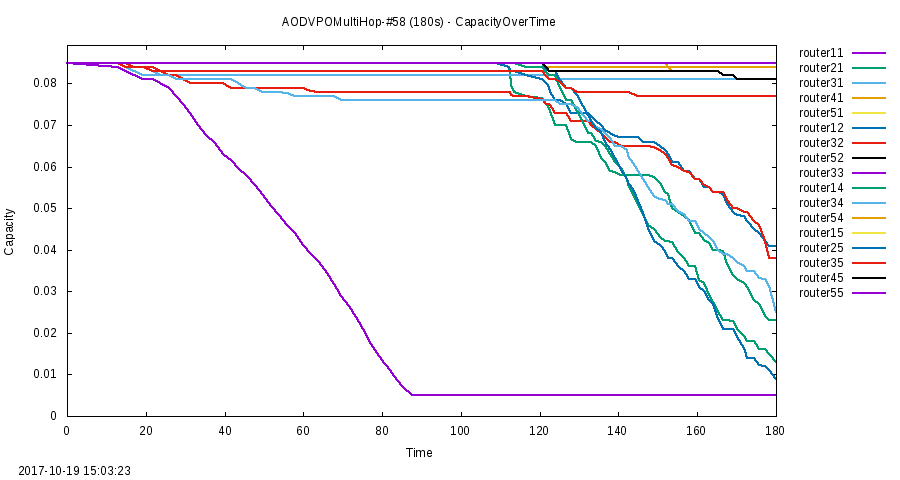 AODVPOMultiHop-#58 (180s) - CapacityOverTime
Capacity
0.08
0.07
0.06
0.05
0.04
0.03
0.02
0.01
0
0 20 40 60 80 100 120 140 160 180
Time
router11
router21
router31
router41
router51
router12
router32
router52
router33
router14
router34
router54
router15
router25
router35
router45
router55
2017-10-19 15:03:23